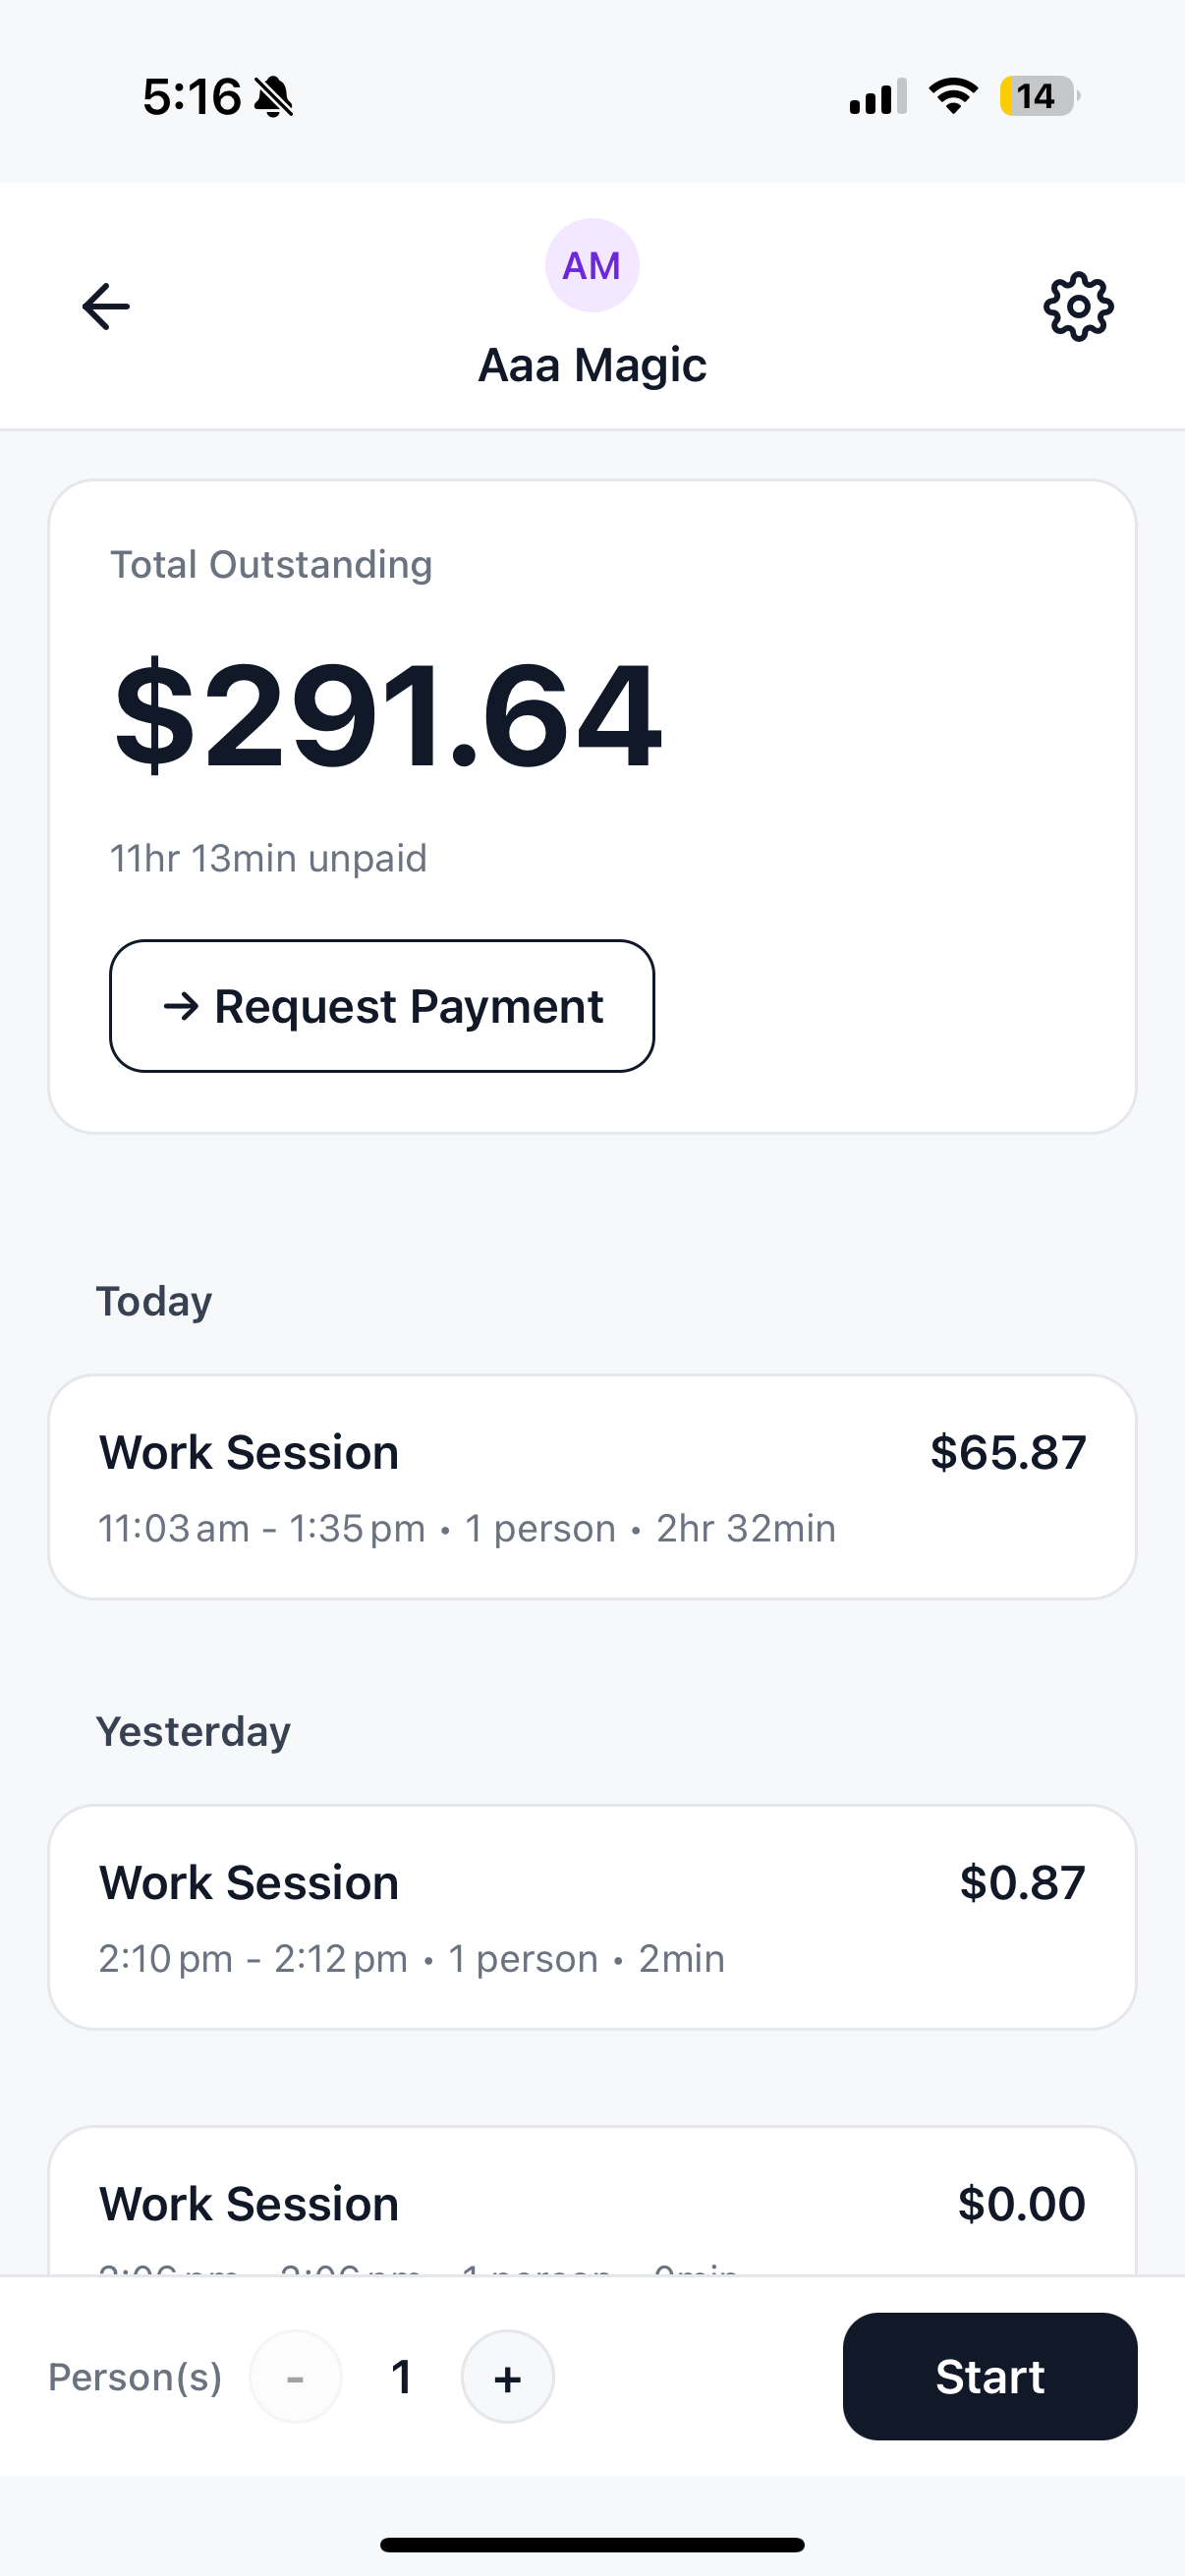 5:16
14
AM
Aaa Magic
Total Outstanding
$291.64
11hr 13min unpaid
→ Request Payment
Today
Work Session $65.87
11:03 am - 1:35 pm • 1 person • 2hr 32min
Yesterday
Work Session $0.87
2:10 pm - 2:12 pm • 1 person • 2min
Work Session $0.00
1 person
Person(s) - 1 +
Start